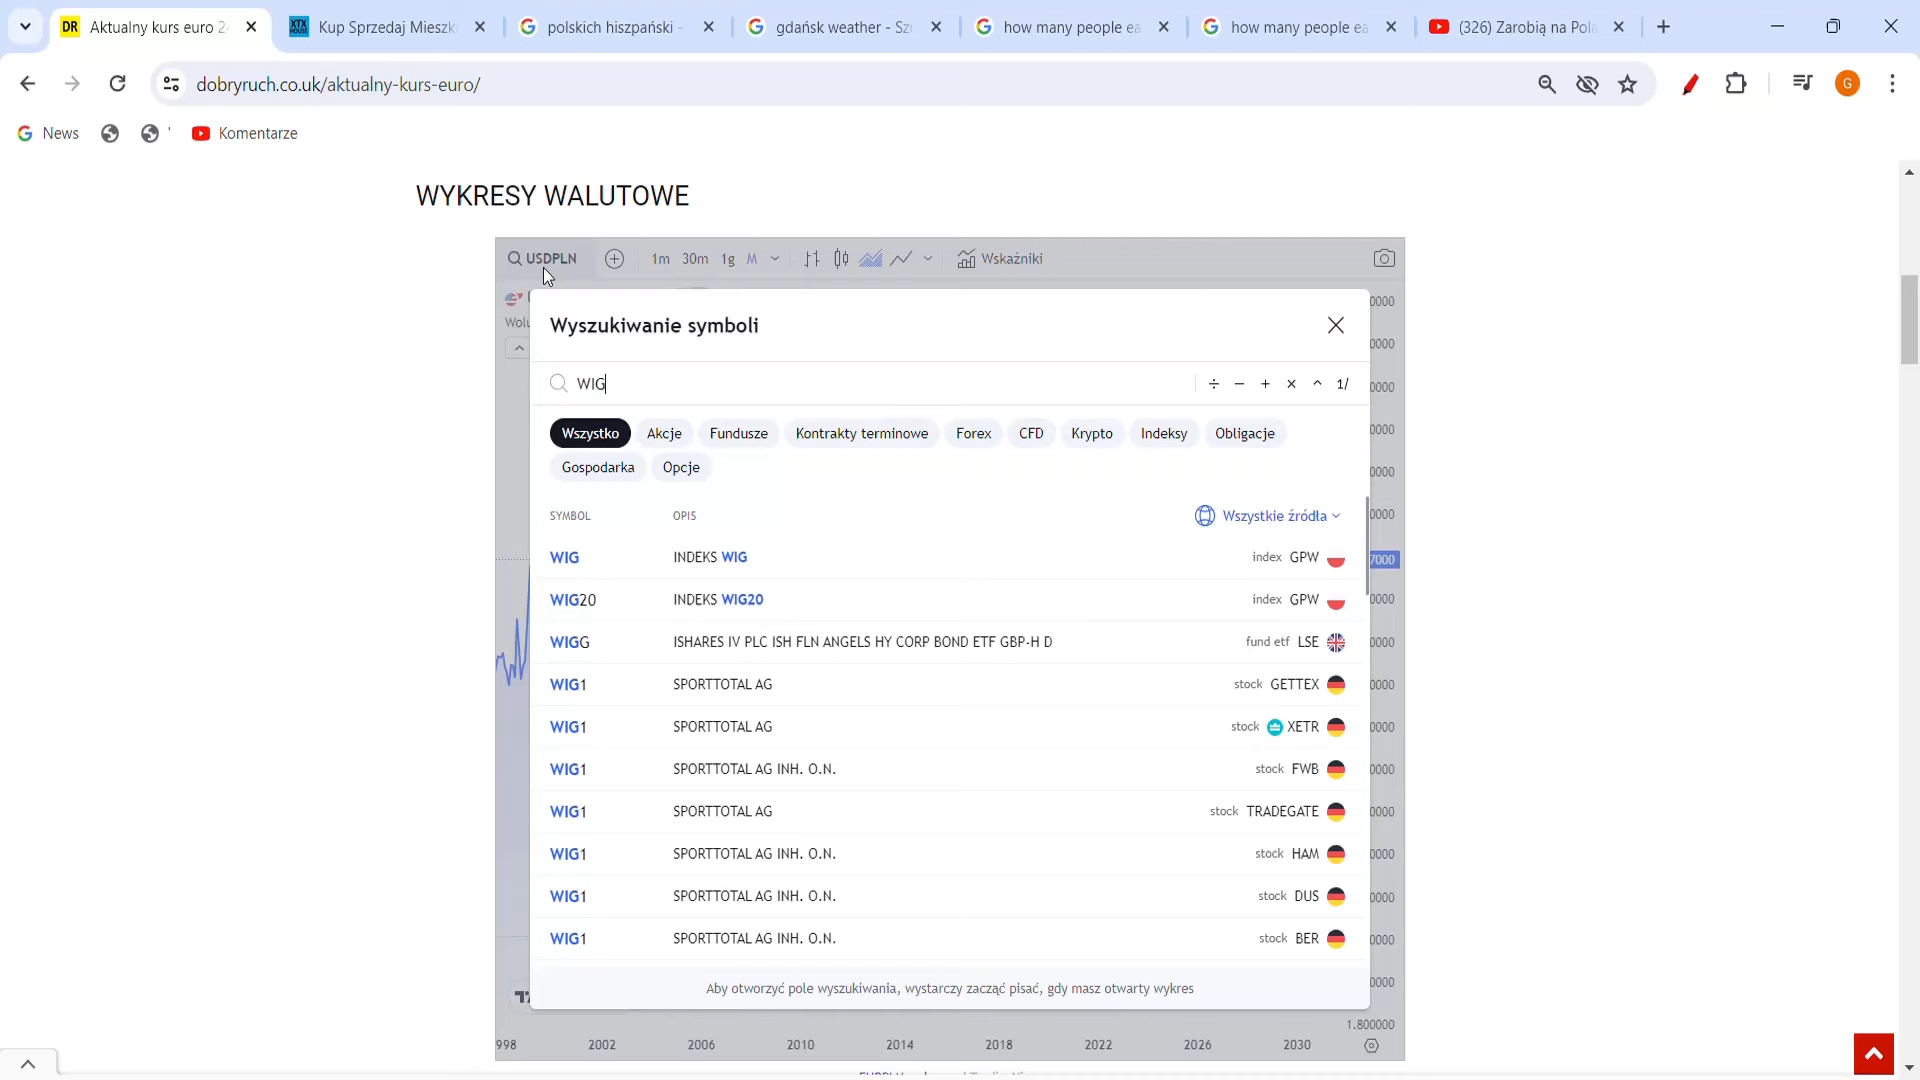 DR Aktualny kurs euro 2
XTX HOUSE Kup Sprzedaj Mieszk
polskich hiszpański -
gdańsk weather - Szu
how many people ea
how many people ea
(326) Zarobią na Pola
dobryruch.co.uk/aktualny-kurs-euro/
G
News
Komentarze
WYKRESY WALUTOWE
USDPLN 1m 30m 1g M Wskaźniki
Wyszukiwanie symboli
WIG ÷ − + × ^ 1/
Wszystko Akcje Fundusze Kontrakty terminowe Forex CFD Krypto Indeksy Obligacje
Gospodarka Opcje
SYMBOL OPIS Wszystkie źródła
WIG INDEKS WIG index GPW
WIG20 INDEKS WIG20 index GPW
WIGG ISHARES IV PLC ISH FLN ANGELS HY CORP BOND ETF GBP-H D fund etf LSE
WIG1 SPORTTOTAL AG stock GETTEX
WIG1 SPORTTOTAL AG stock XETR
WIG1 SPORTTOTAL AG INH. O.N. stock FWB
WIG1 SPORTTOTAL AG stock TRADEGATE
WIG1 SPORTTOTAL AG INH. O.N. stock HAM
WIG1 SPORTTOTAL AG INH. O.N. stock DUS
WIG1 SPORTTOTAL AG INH. O.N. stock BER
Aby otworzyć pole wyszukiwania, wystarczy zacząć pisać, gdy masz otwarty wykres
1.800000
998 2002 2006 2010 2014 2018 2022 2026 2030